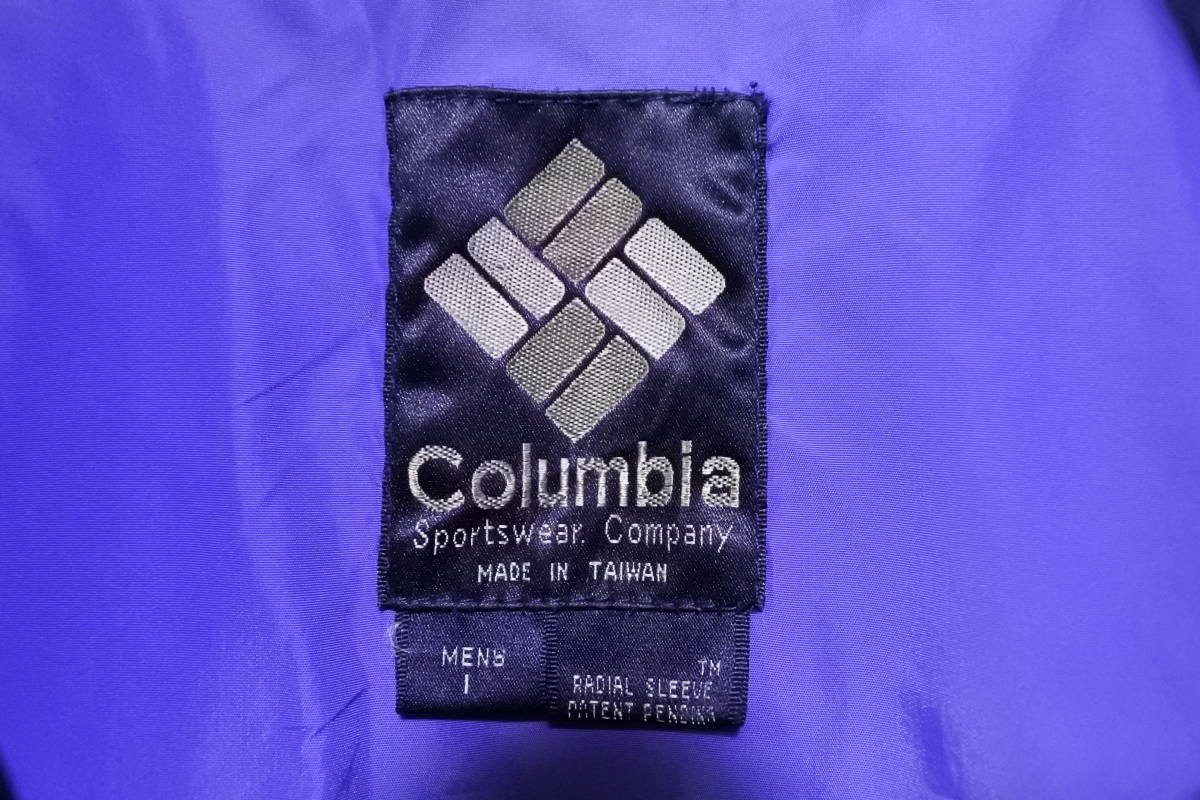 Columbia
Sportswear. Company
MADE IN TAIWAN
MENS
TM
RADIAL SLEEVE
PATENT PENDING